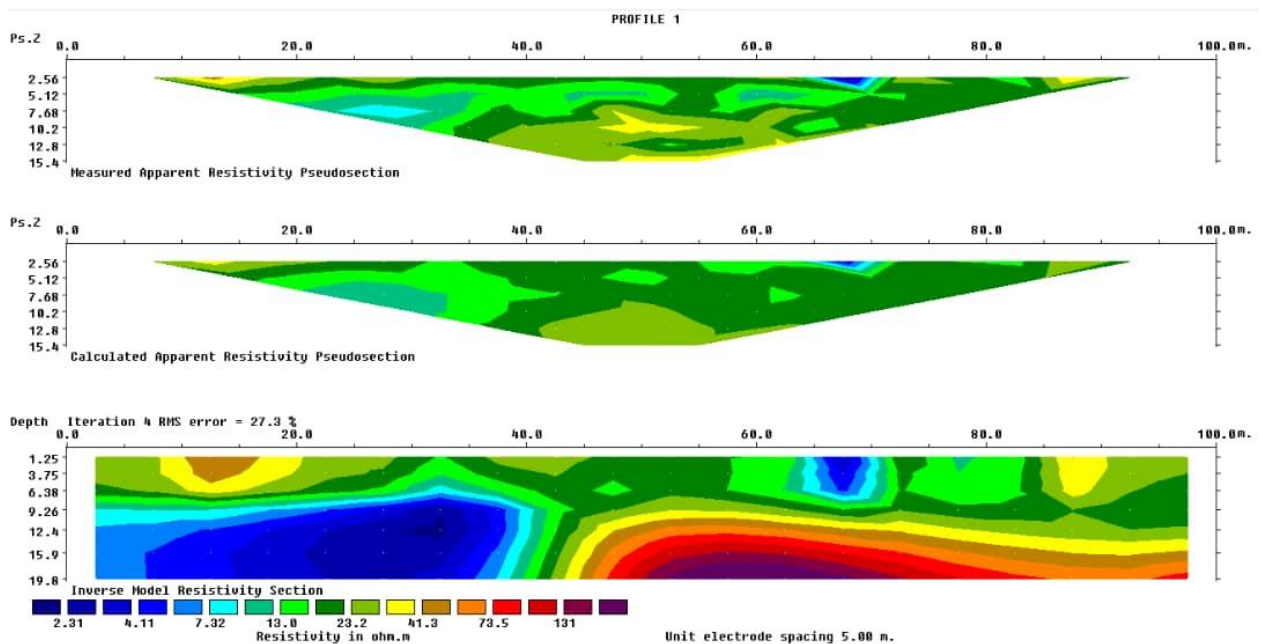 PROFILE 1
Ps.Z 0.0 20.0 40.0 60.0 80.0 100.0m.
2.56
5.12
7.68
10.2
12.8
15.4
Measured Apparent Resistivity Pseudosection
Ps.Z 0.0 20.0 40.0 60.0 80.0 100.0m.
2.56
5.12
7.68
10.2
12.8
15.4
Calculated Apparent Resistivity Pseudosection
Depth Iteration 4 RMS error = 27.3 %
0.0 20.0 40.0 60.0 80.0 100.0m.
1.25
3.75
6.38
9.26
12.4
15.9
19.8
Inverse Model Resistivity Section
2.31 4.11 7.32 13.0 23.2 41.3 73.5 131
Resistivity in ohm.m Unit electrode spacing 5.00 m.